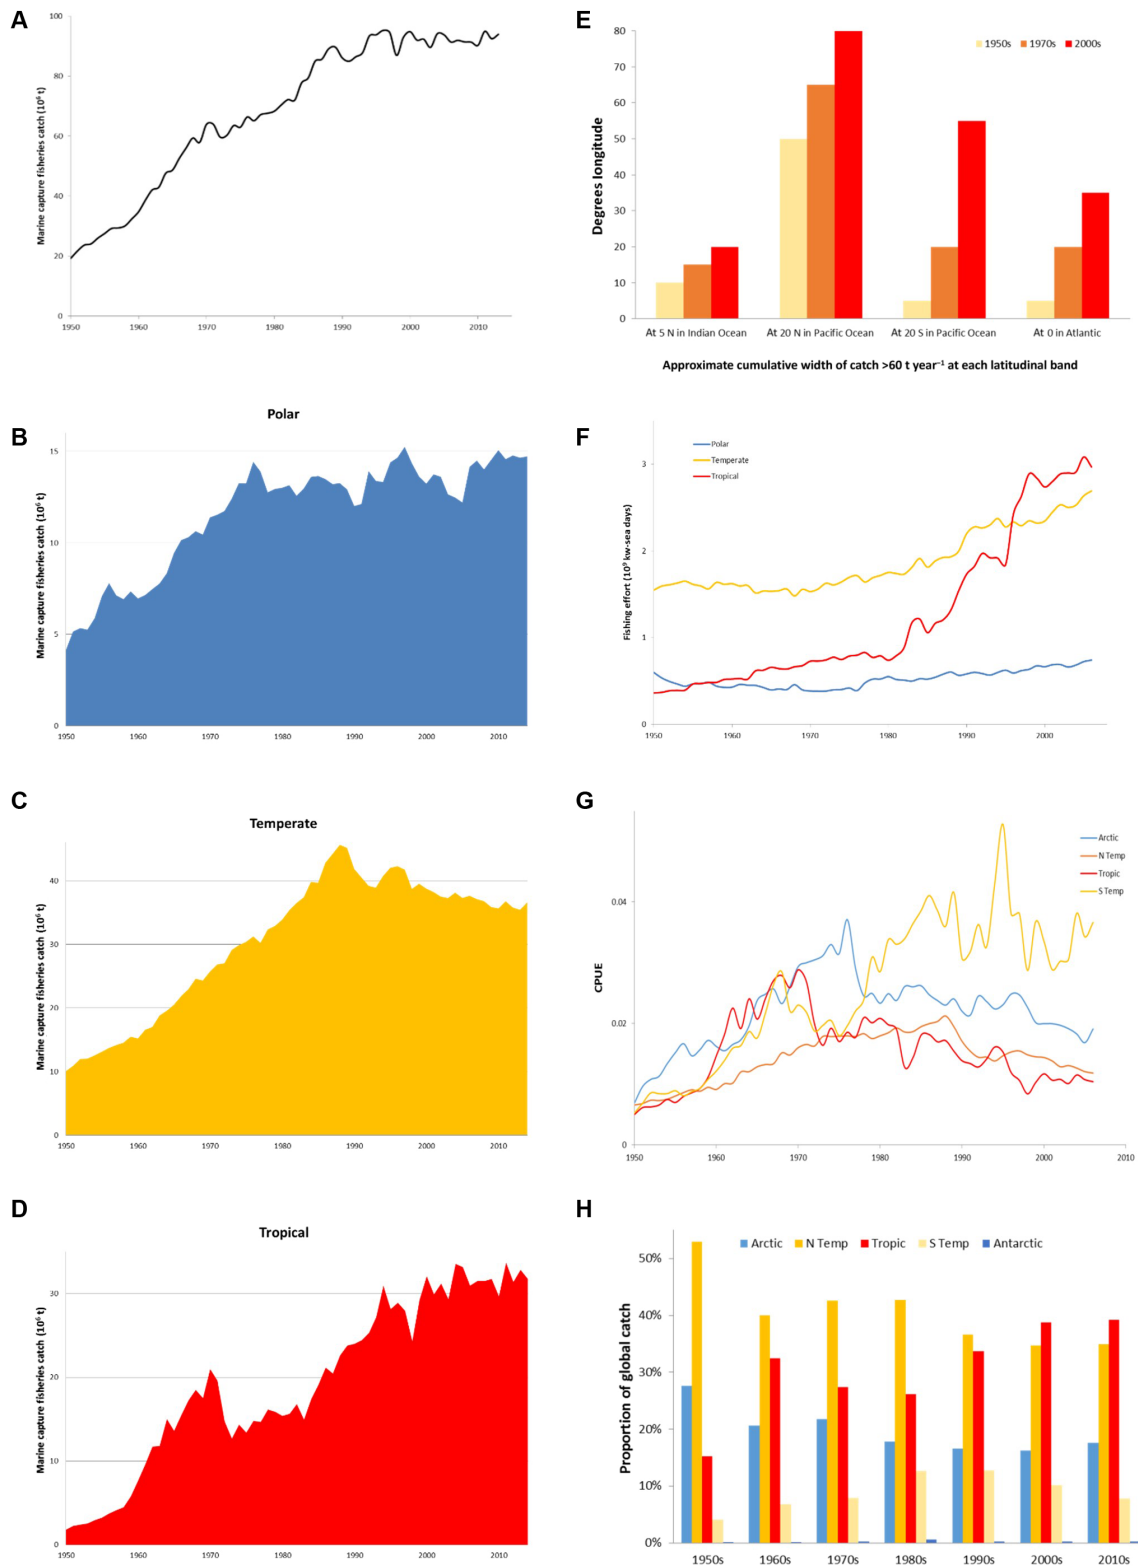 A
Marine capture fisheries catch (10⁶ t)
100
80
60
40
20
0
1950 1960 1970 1980 1990 2000 2010
B
Polar
Marine capture fisheries catch (10⁶ t)
15
10
5
0
1950 1960 1970 1980 1990 2000 2010
C
Temperate
Marine capture fisheries catch (10⁶ t)
40
30
20
10
0
1950 1960 1970 1980 1990 2000 2010
D
Tropical
Marine capture fisheries catch (10⁶ t)
30
20
10
0
1950 1960 1970 1980 1990 2000 2010
E
1950s 1970s 2000s
Degrees longitude
80
70
60
50
40
30
20
10
0
At 5 N in Indian Ocean At 20 N in Pacific Ocean At 20 S in Pacific Ocean At 0 in Atlantic
Approximate cumulative width of catch >60 t year⁻¹ at each latitudinal band
F
Polar
Temperate
Tropical
Fishing effort (10⁹ kw-sea days)
3
2
1
0
1950 1960 1970 1980 1990 2000
G
Arctic
N Temp
Tropic
S Temp
CPUE
0.04
0.02
0
1950 1960 1970 1980 1990 2000 2010
H
Arctic N Temp Tropic S Temp Antarctic
Proportion of global catch
50%
40%
30%
20%
10%
0%
1950s 1960s 1970s 1980s 1990s 2000s 2010s